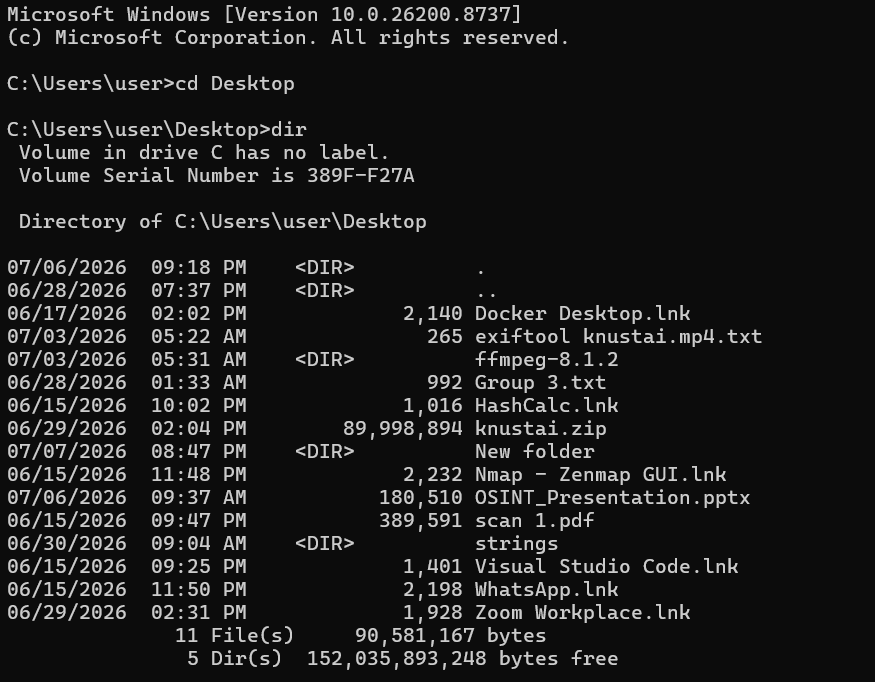 Microsoft Windows [Version 10.0.26200.8737]
(c) Microsoft Corporation. All rights reserved.
C:\Users\user>cd Desktop
C:\Users\user\Desktop>dir
 Volume in drive C has no label.
 Volume Serial Number is 389F-F27A
 Directory of C:\Users\user\Desktop
07/06/2026  09:18 PM    <DIR>          .
06/28/2026  07:37 PM    <DIR>          ..
06/17/2026  02:02 PM             2,140 Docker Desktop.lnk
07/03/2026  05:22 AM               265 exiftool knustai.mp4.txt
07/03/2026  05:31 AM    <DIR>          ffmpeg-8.1.2
06/28/2026  01:33 AM               992 Group 3.txt
06/15/2026  10:02 PM             1,016 HashCalc.lnk
06/29/2026  02:04 PM        89,998,894 knustai.zip
07/07/2026  08:47 PM    <DIR>          New folder
06/15/2026  11:48 PM             2,232 Nmap - Zenmap GUI.lnk
07/06/2026  09:37 AM           180,510 OSINT_Presentation.pptx
06/15/2026  09:47 PM           389,591 scan 1.pdf
06/30/2026  09:04 AM    <DIR>          strings
06/15/2026  09:25 PM             1,401 Visual Studio Code.lnk
06/15/2026  11:50 PM             2,198 WhatsApp.lnk
06/29/2026  02:31 PM             1,928 Zoom Workplace.lnk
              11 File(s)     90,581,167 bytes
               5 Dir(s)  152,035,893,248 bytes free